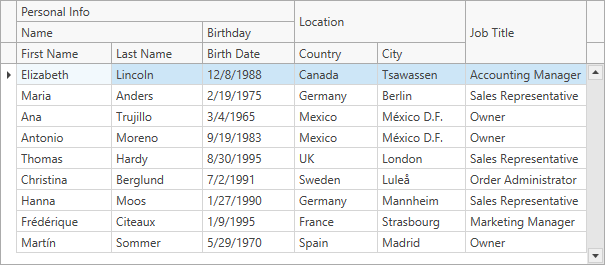 Personal Info
Location
Name Birthday
Job Title
First Name Last Name Birth Date Country City
Elizabeth Lincoln 12/8/1988 Canada Tsawassen Accounting Manager
Maria Anders 2/19/1975 Germany Berlin Sales Representative
Ana Trujillo 3/4/1965 Mexico México D.F. Owner
Antonio Moreno 9/19/1983 Mexico México D.F. Owner
Thomas Hardy 8/30/1995 UK London Sales Representative
Christina Berglund 7/2/1991 Sweden Luleå Order Administrator
Hanna Moos 1/27/1990 Germany Mannheim Sales Representative
Frédérique Citeaux 1/9/1995 France Strasbourg Marketing Manager
Martín Sommer 5/29/1970 Spain Madrid Owner